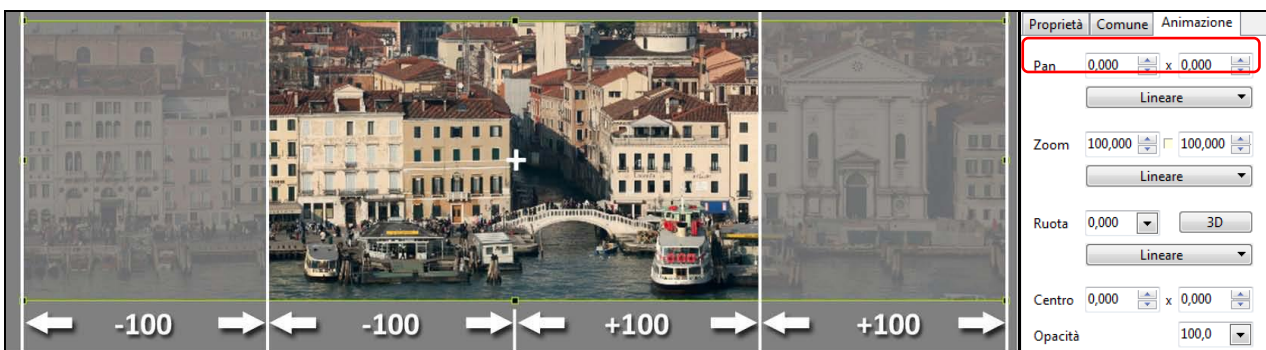 Proprietà Comune Animazione
Pan 0,000 x 0,000
Lineare
Zoom 100,000 100,000
Lineare
Ruota 0,000 3D
Lineare
Centro 0,000 x 0,000
Opacità 100,0
-100 -100 +100 +100